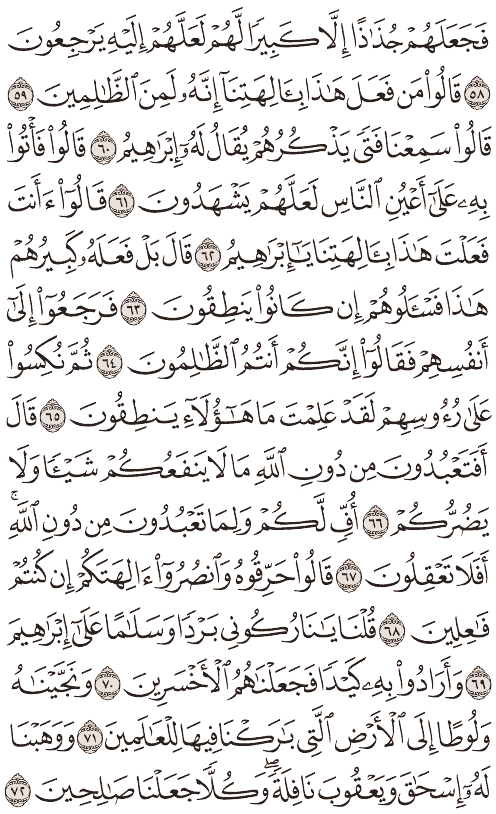 فَجَعَلَهُمْ جُذَٰذًا إِلَّا كَبِيرًا لَّهُمْ لَعَلَّهُمْ إِلَيْهِ يَرْجِعُونَ
٥٨ قَالُوا۟ مَن فَعَلَ هَٰذَا بِـَٔالِهَتِنَآ إِنَّهُۥ لَمِنَ ٱلظَّٰلِمِينَ ٥٩
قَالُوا۟ سَمِعْنَا فَتًى يَذْكُرُهُمْ يُقَالُ لَهُۥٓ إِبْرَٰهِيمُ ٦٠ قَالُوا۟ فَأْتُوا۟
بِهِۦ عَلَىٰٓ أَعْيُنِ ٱلنَّاسِ لَعَلَّهُمْ يَشْهَدُونَ ٦١ قَالُوٓا۟ ءَأَنتَ
فَعَلْتَ هَٰذَا بِـَٔالِهَتِنَا يَٰٓإِبْرَٰهِيمُ ٦٢ قَالَ بَلْ فَعَلَهُۥ كَبِيرُهُمْ
هَٰذَا فَسْـَٔلُوهُمْ إِن كَانُوا۟ يَنطِقُونَ ٦٣ فَرَجَعُوٓا۟ إِلَىٰٓ
أَنفُسِهِمْ فَقَالُوٓا۟ إِنَّكُمْ أَنتُمُ ٱلظَّٰلِمُونَ ٦٤ ثُمَّ نُكِسُوا۟
عَلَىٰ رُءُوسِهِمْ لَقَدْ عَلِمْتَ مَا هَٰٓؤُلَآءِ يَنطِقُونَ ٦٥ قَالَ
أَفَتَعْبُدُونَ مِن دُونِ ٱللَّهِ مَا لَا يَنفَعُكُمْ شَيْـًٔا وَلَا
يَضُرُّكُمْ ٦٦ أُفٍّ لَّكُمْ وَلِمَا تَعْبُدُونَ مِن دُونِ ٱللَّهِ ۚ
أَفَلَا تَعْقِلُونَ ٦٧ قَالُوا۟ حَرِّقُوهُ وَٱنصُرُوٓا۟ ءَالِهَتَكُمْ إِن كُنتُمْ
فَٰعِلِينَ ٦٨ قُلْنَا يَٰنَارُ كُونِى بَرْدًا وَسَلَٰمًا عَلَىٰٓ إِبْرَٰهِيمَ
٦٩ وَأَرَادُوا۟ بِهِۦ كَيْدًا فَجَعَلْنَٰهُمُ ٱلْأَخْسَرِينَ ٧٠ وَنَجَّيْنَٰهُ
وَلُوطًا إِلَى ٱلْأَرْضِ ٱلَّتِى بَٰرَكْنَا فِيهَا لِلْعَٰلَمِينَ ٧١ وَوَهَبْنَا
لَهُۥٓ إِسْحَٰقَ وَيَعْقُوبَ نَافِلَةً ۖ وَكُلًّا جَعَلْنَا صَٰلِحِينَ ٧٢